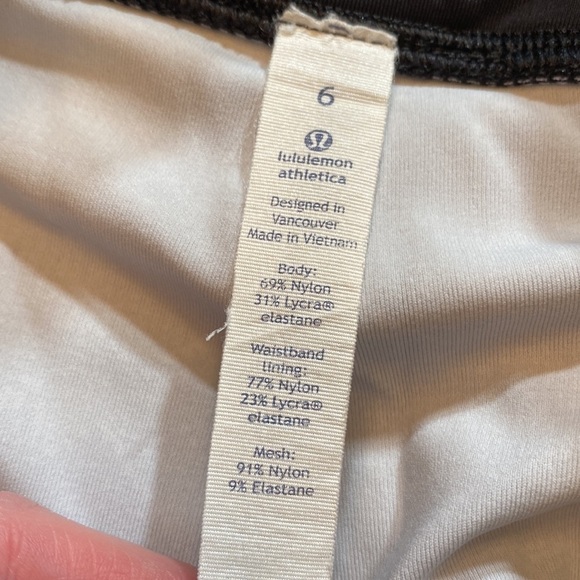 6
lululemon
athletica
Designed in
Vancouver
Made in Vietnam
Body:
69% Nylon
31% Lycra®
elastane
Waistband
lining:
77% Nylon
23% Lycra®
elastane
Mesh:
91% Nylon
9% Elastane